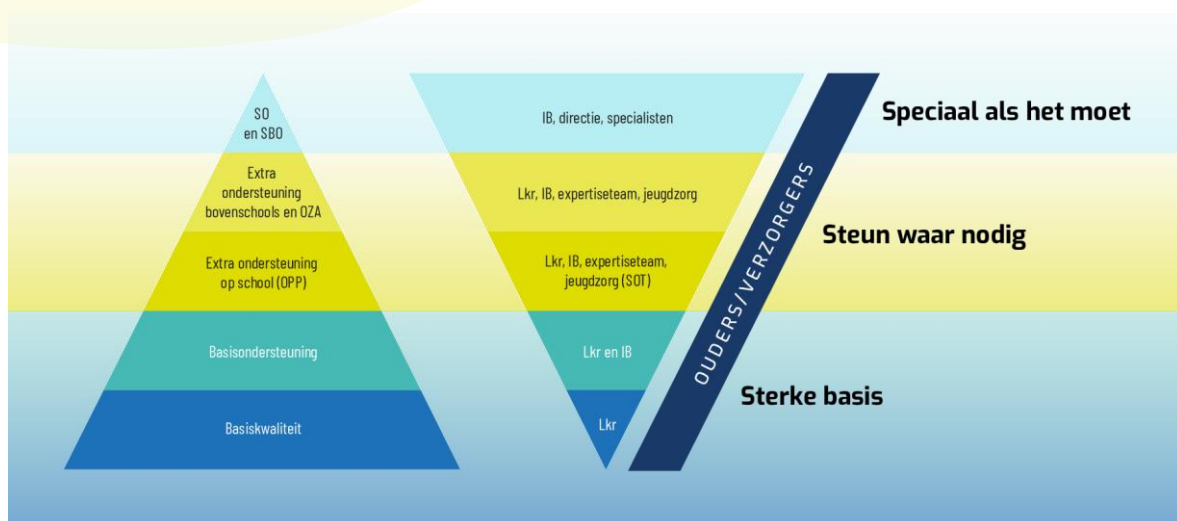 SO
en SBO
Extra
ondersteuning
bovenschools en OZA
Extra ondersteuning
op school (OPP)
Basisondersteuning
Basiskwaliteit
IB, directie, specialisten
Lkr, IB, expertiseteam, jeugdzorg
Lkr, IB, expertiseteam,
jeugdzorg (SOT)
Lkr en IB
Lkr
OUDERS/VERZORGERS
Speciaal als het moet
Steun waar nodig
Sterke basis